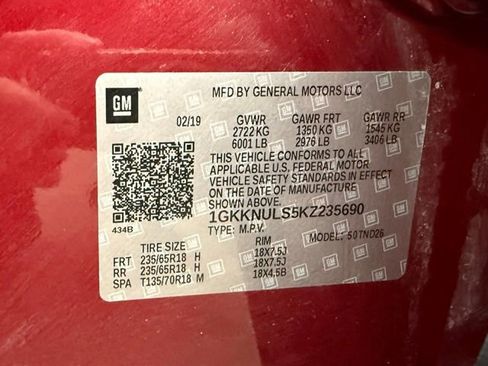 GM
MFD BY GENERAL MOTORS LLC
02/19 GVWR GAWR FRT GAWR RR
2722 KG 1350 KG 1545 KG
6001 LB 2976 LB 3406 LB
THIS VEHICLE CONFORMS TO ALL
APPLICABLE U.S. FEDERAL MOTOR
VEHICLE SAFETY STANDARDS IN EFFECT
ON THE DATE OF MANUFACTURE
SHOWN ABOVE.
1GKKNULS5KZ235690
434B TYPE: M.P.V. MODEL: 50TND26
TIRE SIZE RIM
FRT 235/65R18 H 18X7.5J
RR 235/65R18 H 18X7.5J
SPA T135/70R18 M 18X4.5B